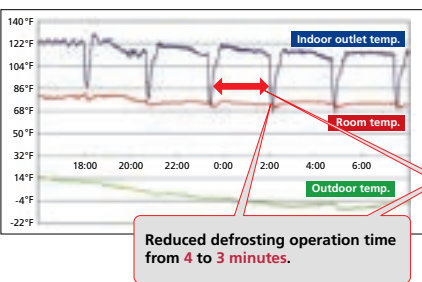 140°F
122°F
104°F
86°F
68°F
50°F
32°F
14°F
-4°F
-22°F
Indoor outlet temp.
Room temp.
18:00 20:00 22:00 0:00 2:00 4:00 6:00
Outdoor temp.
Reduced defrosting operation time
from 4 to 3 minutes.